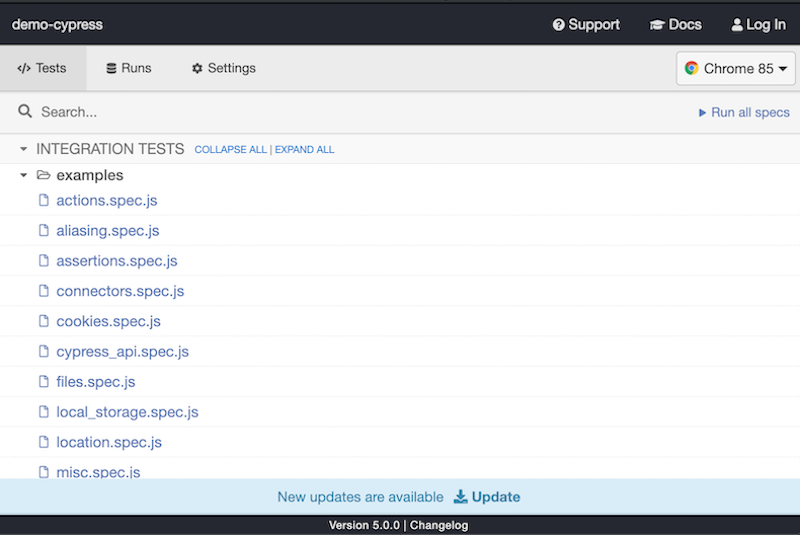 demo-cypress Support Docs Log In
Tests Runs Settings Chrome 85
Search... Run all specs
INTEGRATION TESTS COLLAPSE ALL | EXPAND ALL
examples
actions.spec.js
aliasing.spec.js
assertions.spec.js
connectors.spec.js
cookies.spec.js
cypress_api.spec.js
files.spec.js
local_storage.spec.js
location.spec.js
misc.spec.js
New updates are available Update
Version 5.0.0 | Changelog